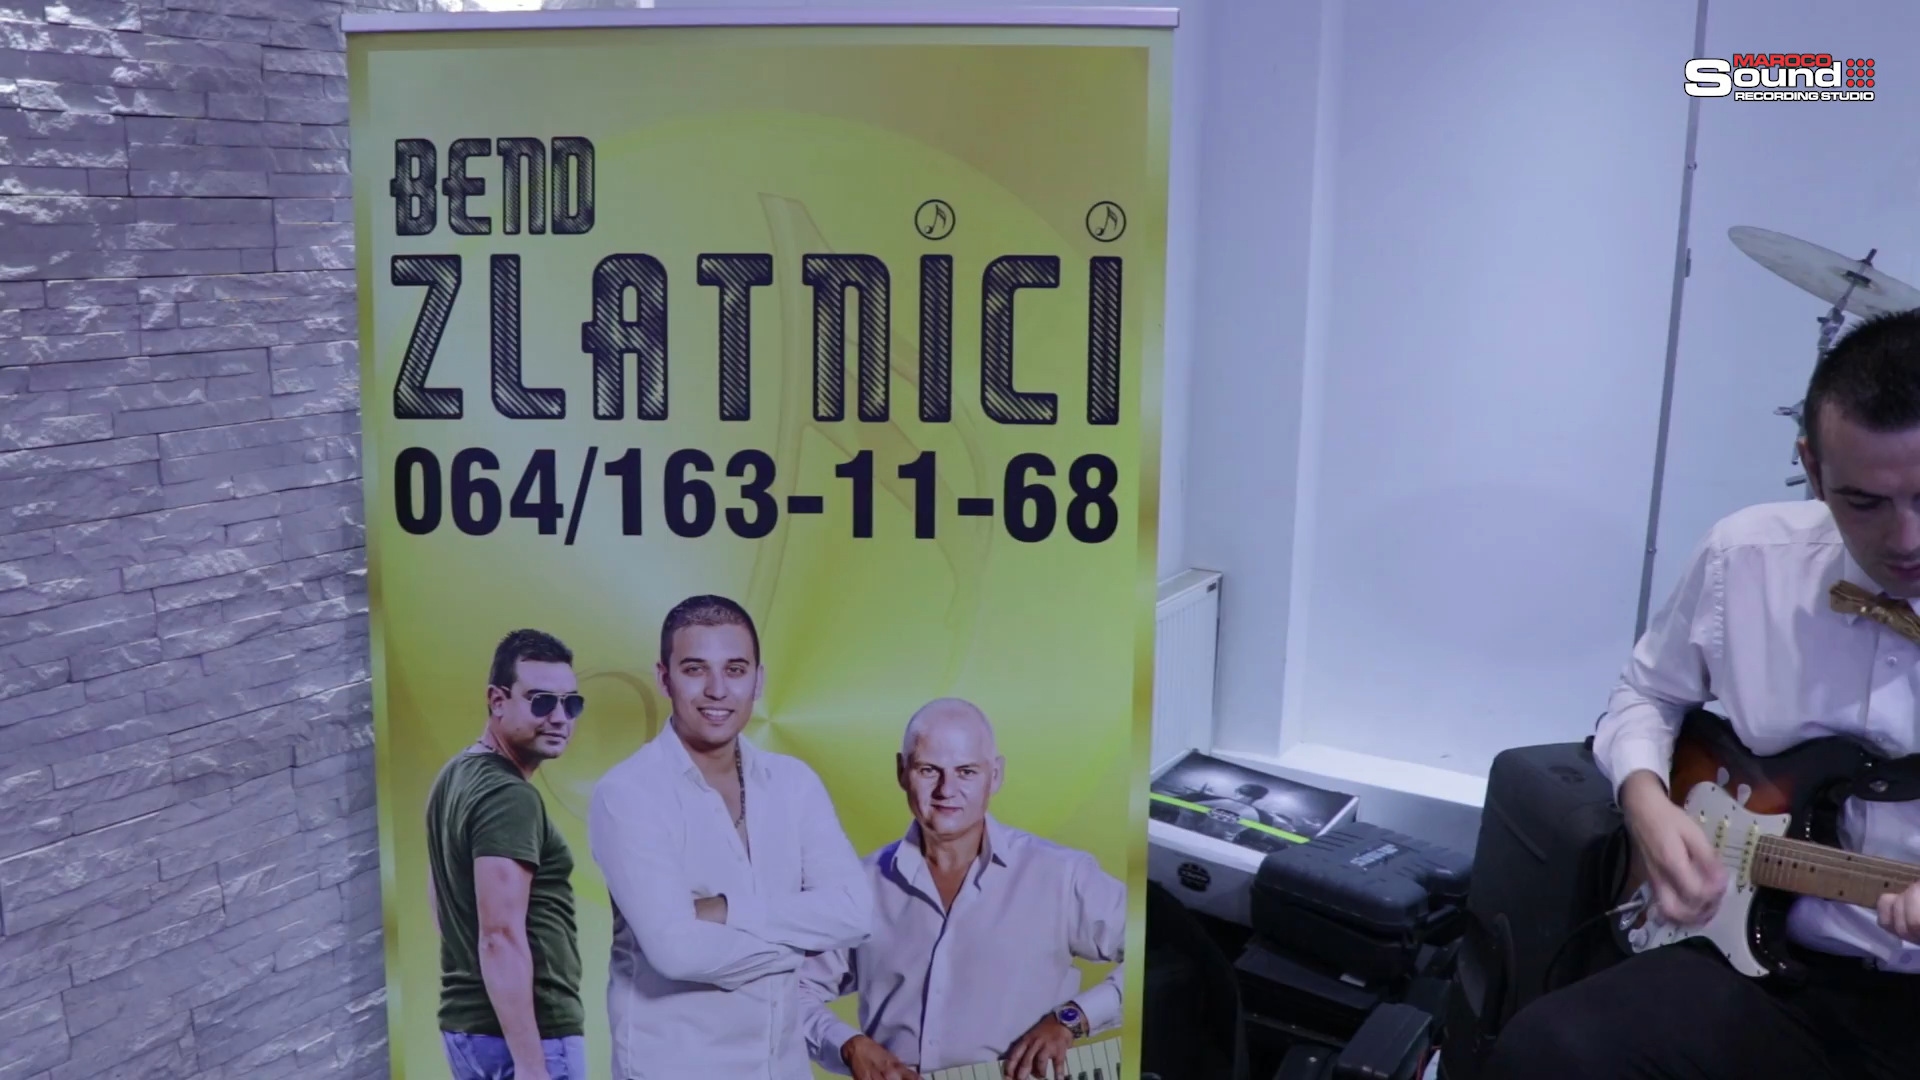 BEND
ZLATNICI
064/163-11-68
MAROCO
Sound
RECORDING STUDIO